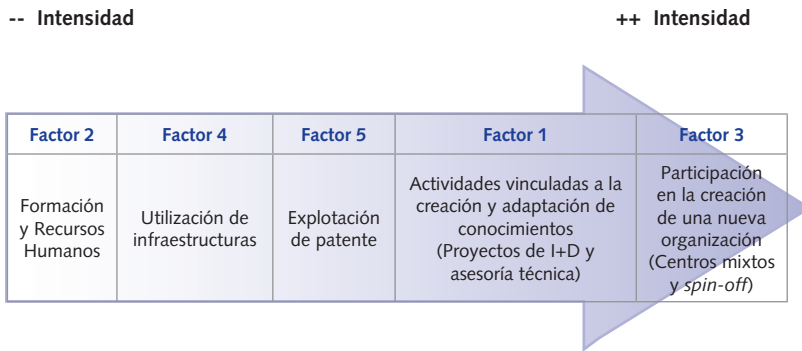 -- Intensidad
++ Intensidad
Factor 2
Factor 4
Factor 5
Factor 1
Factor 3
Formación
y Recursos
Humanos
Utilización de
infraestructuras
Explotación
de patente
Actividades vinculadas a la
creación y adaptación de
conocimientos
(Proyectos de I+D y
asesoría técnica)
Participación
en la creación
de una nueva
organización
(Centros mixtos
y spin-off)